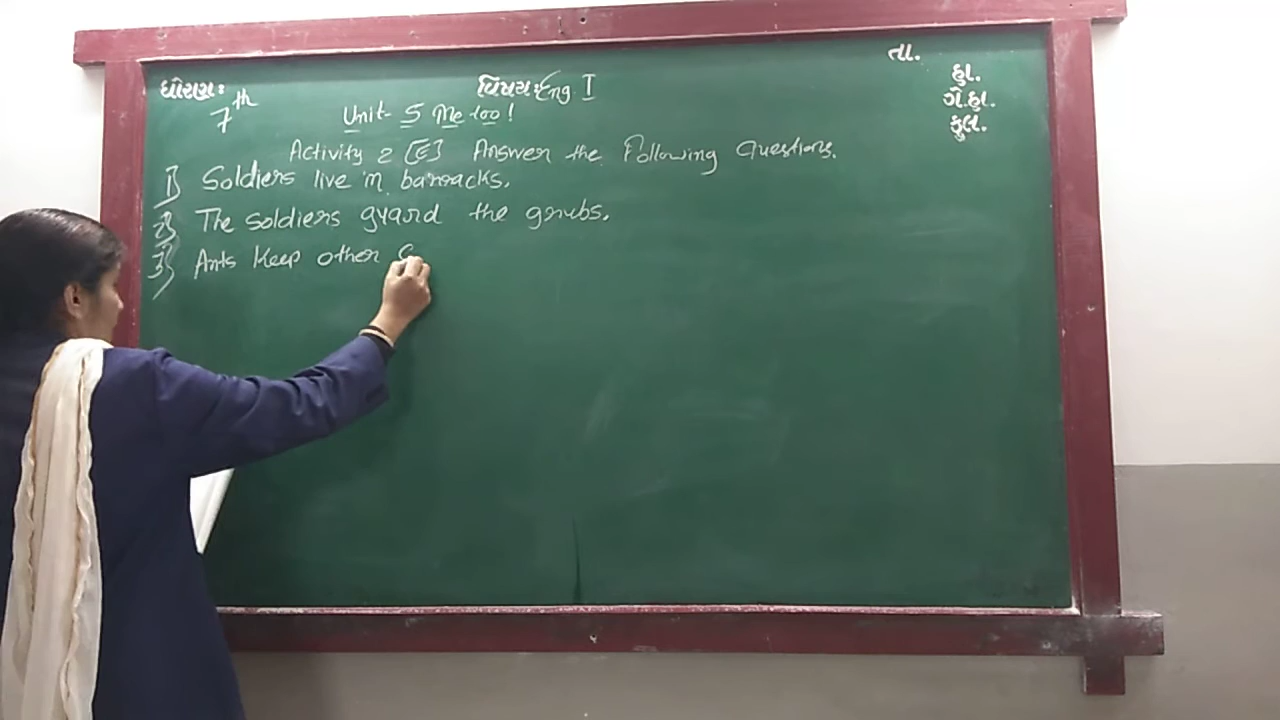 તા.
હા.
ગે.હા.
કુલ.
ધોરણ: 7th
વિષય: Eng I
Unit- 5 Me too!
Activity 2 [E] Answer the Following Questions.
1) Soldiers live in barracks.
2) The soldiers guard the grubs.
3) Ants Keep other